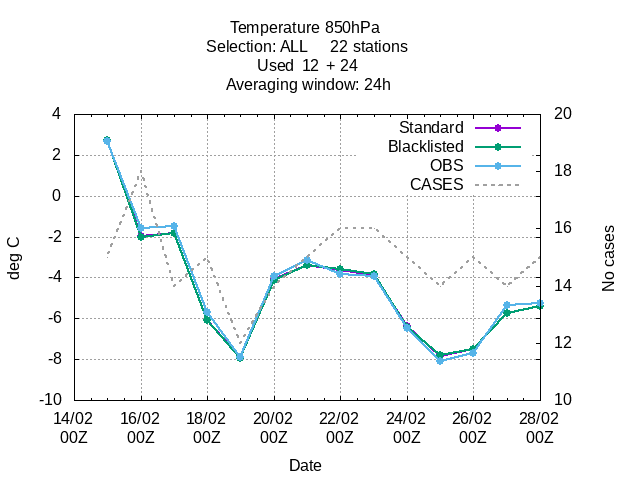 Temperature 850hPa
Selection: ALL 22 stations
Used 12 + 24
Averaging window: 24h
Standard
Blacklisted
OBS
CASES
4
2
0
-2
-4
-6
-8
-10
deg C
20
18
16
14
12
10
No cases
14/02 16/02 18/02 20/02 22/02 24/02 26/02 28/02
00Z 00Z 00Z 00Z 00Z 00Z 00Z 00Z
Date